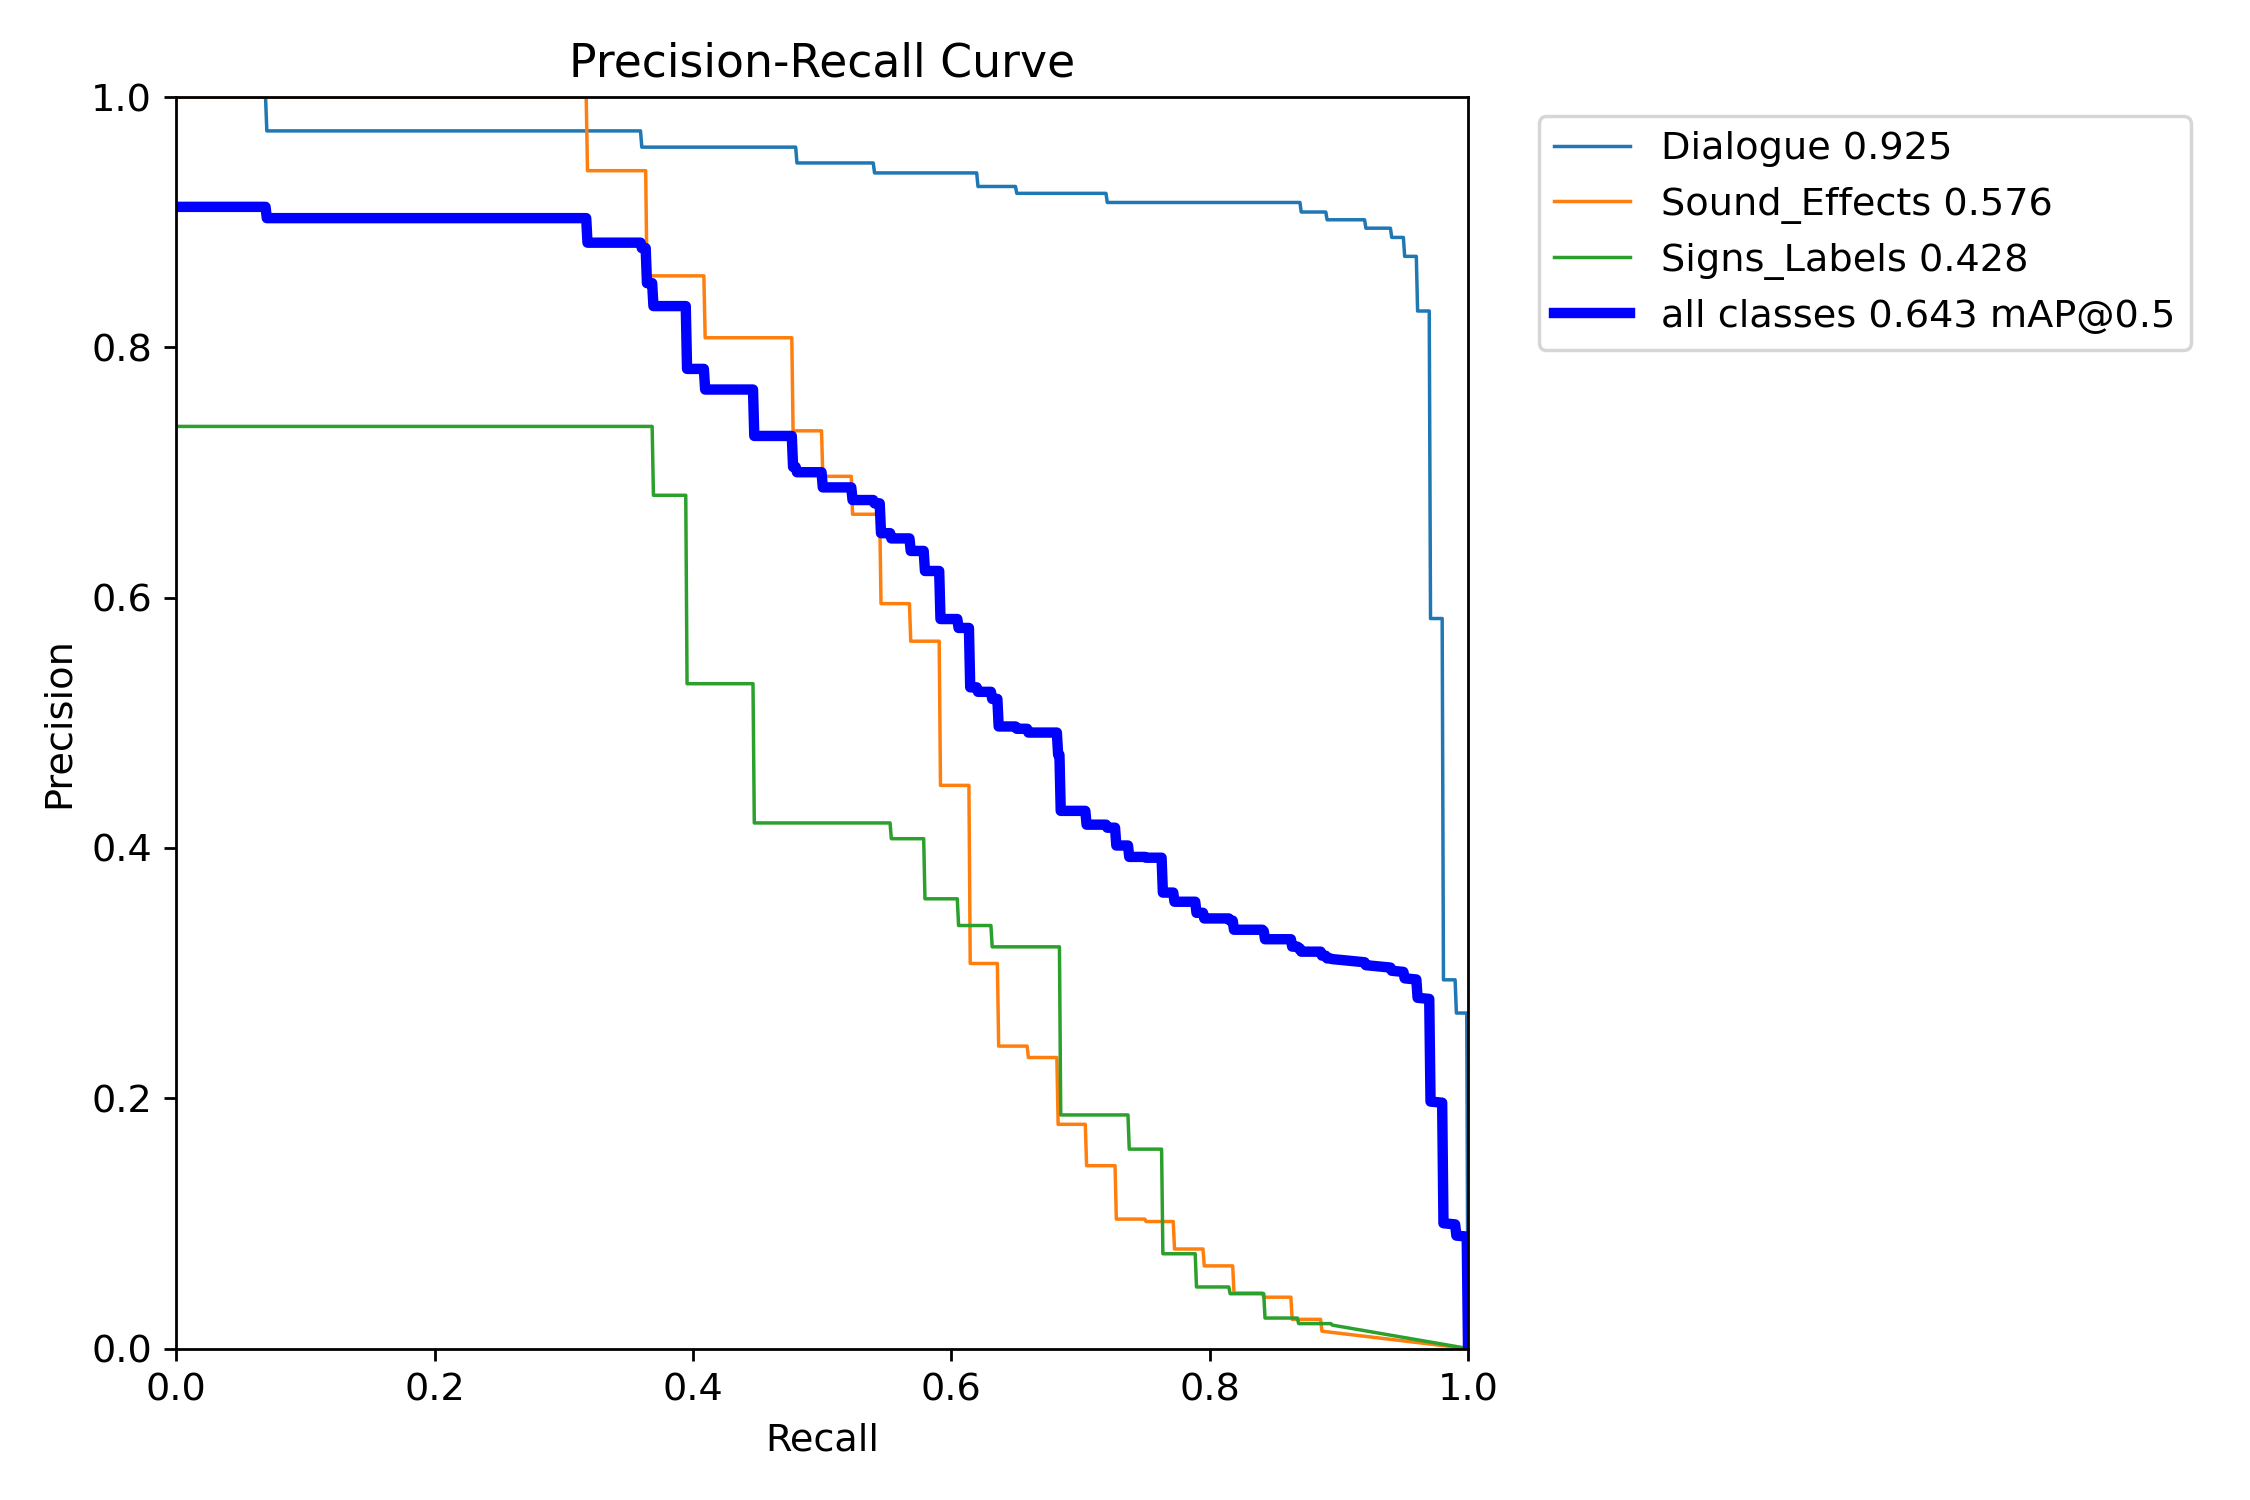 Precision-Recall Curve
1.0
0.8
0.6
0.4
0.2
0.0
Precision
0.0 0.2 0.4 0.6 0.8 1.0
Recall
Dialogue 0.925
Sound_Effects 0.576
Signs_Labels 0.428
all classes 0.643 mAP@0.5